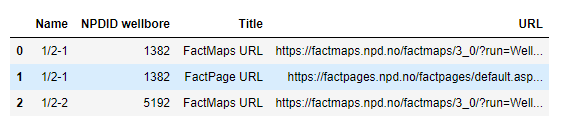 Name NPDID wellbore Title URL
0 1/2-1 1382 FactMaps URL https://factmaps.npd.no/factmaps/3_0/?run=Well...
1 1/2-1 1382 FactPage URL https://factpages.npd.no/factpages/default.asp...
2 1/2-2 5192 FactMaps URL https://factmaps.npd.no/factmaps/3_0/?run=Well...